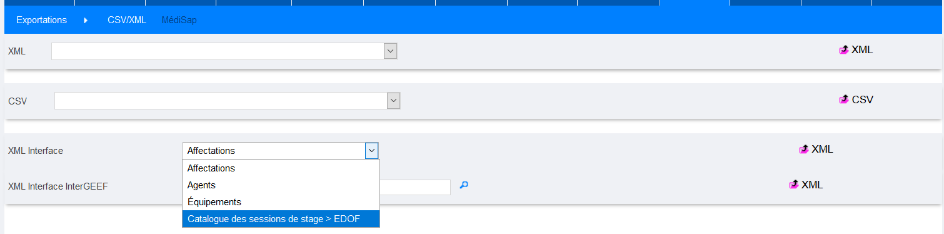 Exportations CSV/XML MédiSap
XML XML
CSV CSV
XML Interface Affectations XML
Affectations
Agents
XML Interface InterGEEF XML
Équipements
Catalogue des sessions de stage > EDOF